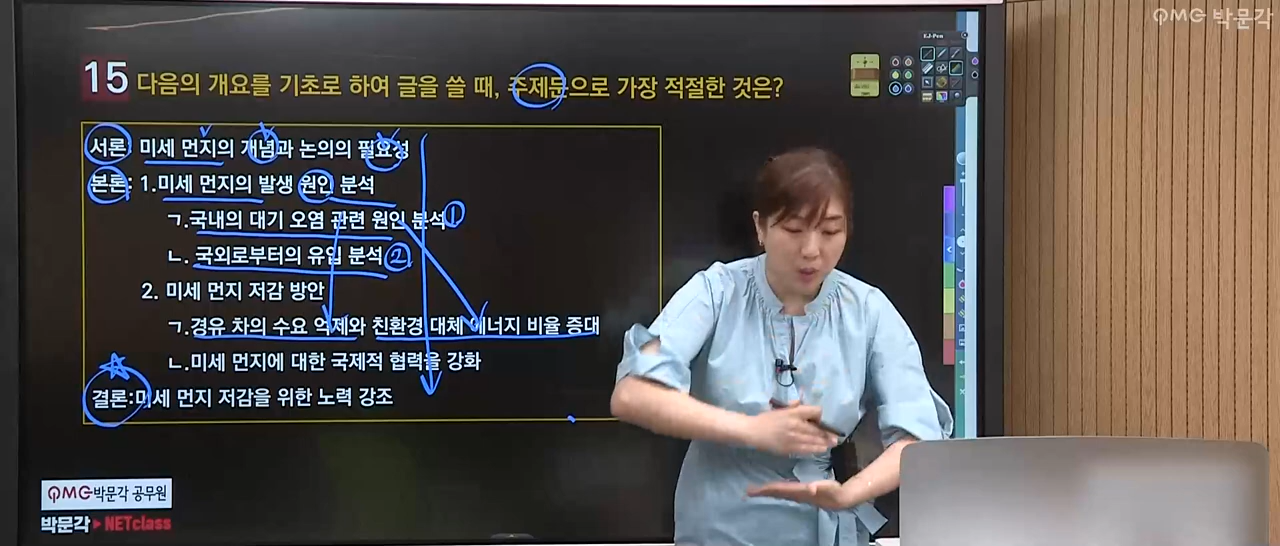 QMG 박문각
15 다음의 개요를 기초로 하여 글을 쓸 때, 주제문으로 가장 적절한 것은?
서론: 미세 먼지의 개념과 논의의 필요성
본론: 1.미세 먼지의 발생 원인 분석
ㄱ.국내의 대기 오염 관련 원인 분석 ①
ㄴ. 국외로부터의 유입 분석 ②
2. 미세 먼지 저감 방안
ㄱ.경유 차의 수요 억제와 친환경 대체 에너지 비율 증대
ㄴ.미세 먼지에 대한 국제적 협력을 강화
결론:미세 먼지 저감을 위한 노력 강조
QMG 박문각 공무원
박문각 ▶ NETclass